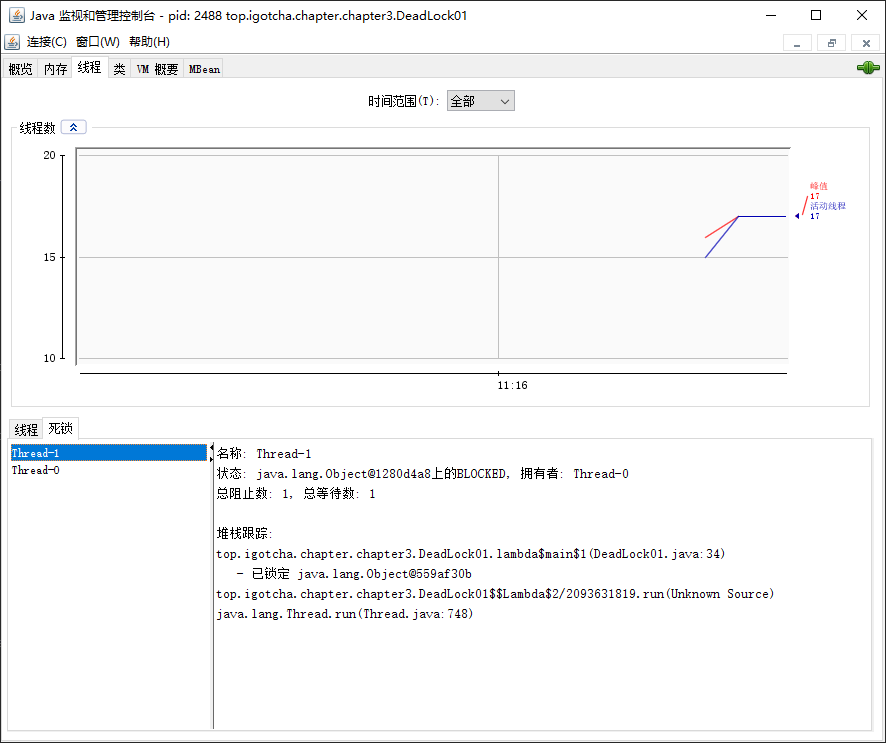 Java 监视和管理控制台 - pid: 2488 top.igotcha.chapter.chapter3.DeadLock01
连接(C) 窗口(W) 帮助(H)
概览 内存 线程 类 VM 概要 MBean
时间范围(T): 全部
线程数
20
15
10
峰值
17
活动线程
17
11:16
线程 死锁
Thread-1
Thread-0
名称: Thread-1
状态: java.lang.Object@1280d4a8上的BLOCKED, 拥有者: Thread-0
总阻止数: 1, 总等待数: 1
堆栈跟踪:
top.igotcha.chapter.chapter3.DeadLock01.lambda$main$1(DeadLock01.java:34)
- 已锁定 java.lang.Object@559af30b
top.igotcha.chapter.chapter3.DeadLock01$$Lambda$2/2093631819.run(Unknown Source)
java.lang.Thread.run(Thread.java:748)